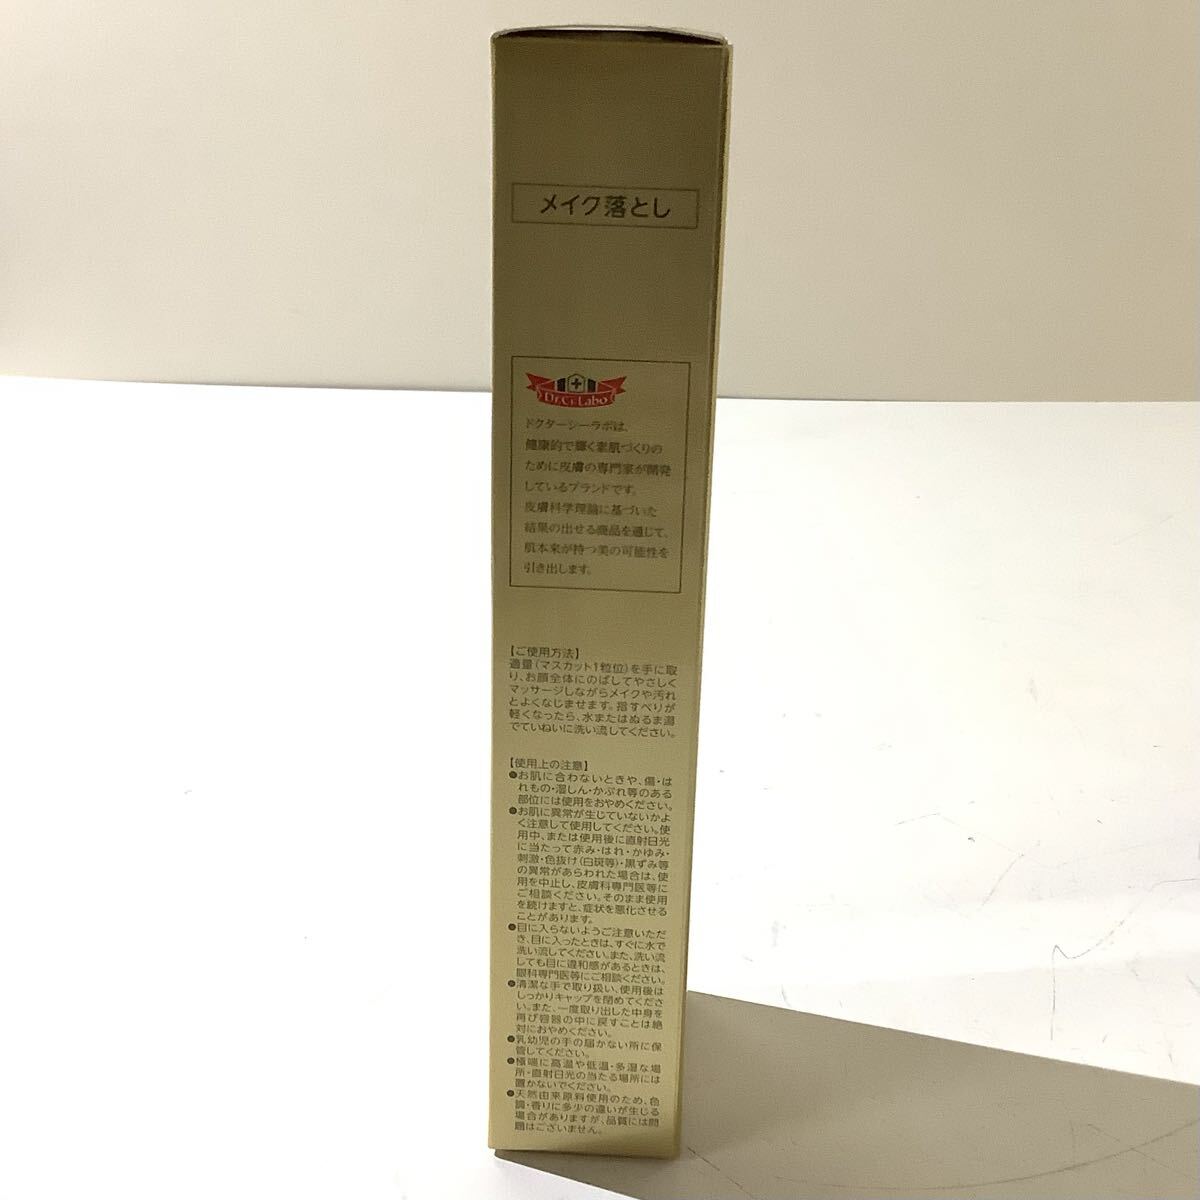 メイク落とし
Dr.Ci:Labo
ドクターシーラボは、
健康的で輝く素肌づくりの
ために皮膚の専門家が開発
しているブランドです。
皮膚科学理論に基づいた
結果の出せる商品を通じて、
肌本来が持つ美の可能性を
引き出します。
【ご使用方法】
適量(マスカット1粒位)を手に取
り、お顔全体にのばしてやさしく
マッサージしながらメイクや汚れ
とよくなじませます。指すべりが
軽くなったら、水またはぬるま湯
でていねいに洗い流してください。
【使用上の注意】
●お肌に合わないときや、傷・は
れもの・湿しん・かぶれ等のある
部位には使用をおやめください。
●お肌に異常が生じていないかよ
く注意して使用してください。使
用中、または使用後に直射日光
に当たって赤み・はれ・かゆみ・
刺激・色抜け(白斑等)・黒ずみ等
の異常があらわれた場合は、使
用を中止し、皮膚科専門医等に
ご相談ください。そのまま使用
を続けますと、症状を悪化させる
ことがあります。
●目に入らないようご注意いただ
き、目に入ったときは、すぐに水で
洗い流してください。また、洗い流
しても目に違和感があるときは、
眼科専門医等にご相談ください。
●清潔な手で取り扱い、使用後は
しっかりキャップを閉めてくださ
い。また、一度取り出した中身を
再び容器の中に戻すことは絶
対におやめください。
●乳幼児の手の届かない所に保
管してください。
●極端に高温や低温・多湿な場
所・直射日光の当たる場所には
置かないでください。
●天然由来原料使用のため、色
調・香りに多少の違いが生じる
場合がありますが、品質には問
題はございません。